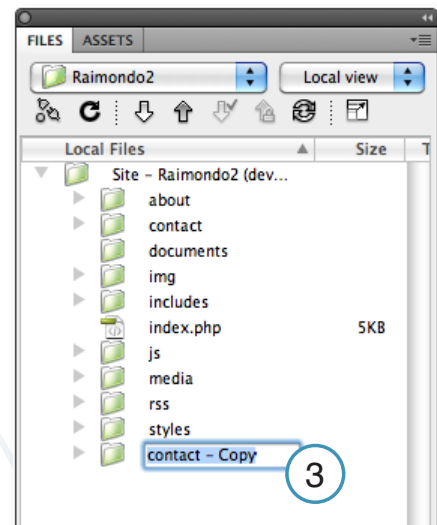 FILES ASSETS
Raimondo2 Local view
Local Files Size T
Site – Raimondo2 (dev...
about
contact
documents
img
includes
index.php 5KB
js
media
rss
styles
contact – Copy
3